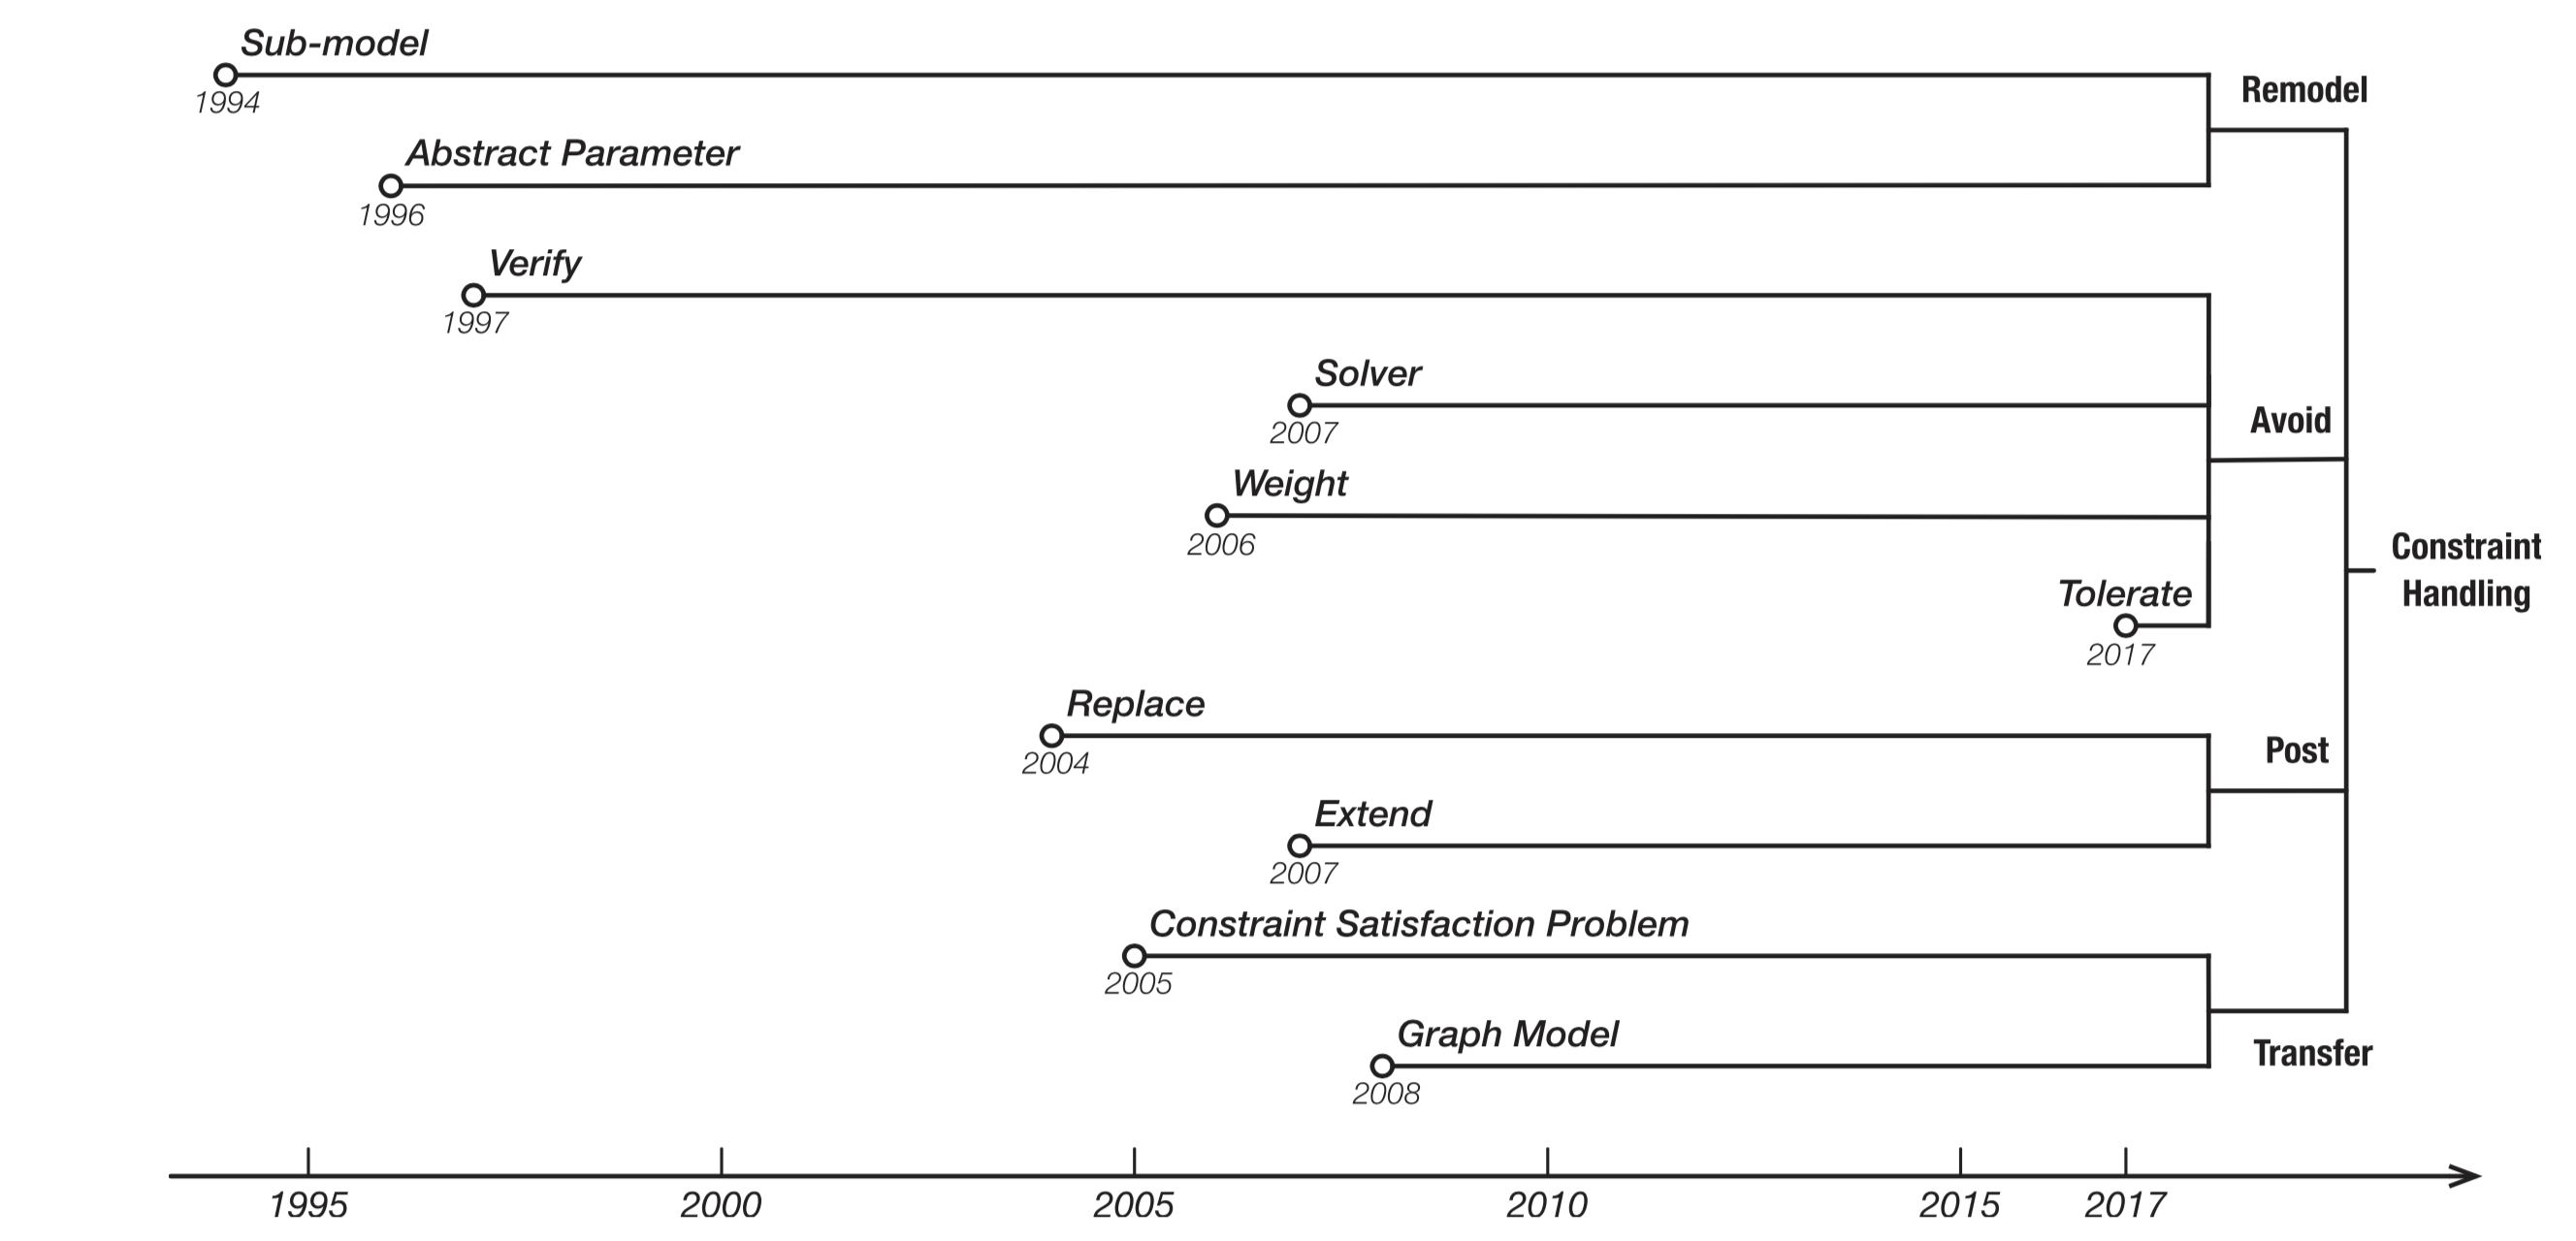 Sub-model
1994
Remodel
Abstract Parameter
1996
Verify
1997
Solver
2007
Avoid
Weight
2006
Constraint
Handling
Tolerate
2017
Replace
2004
Post
Extend
2007
Constraint Satisfaction Problem
2005
Graph Model
2008
Transfer
1995 2000 2005 2010 2015 2017